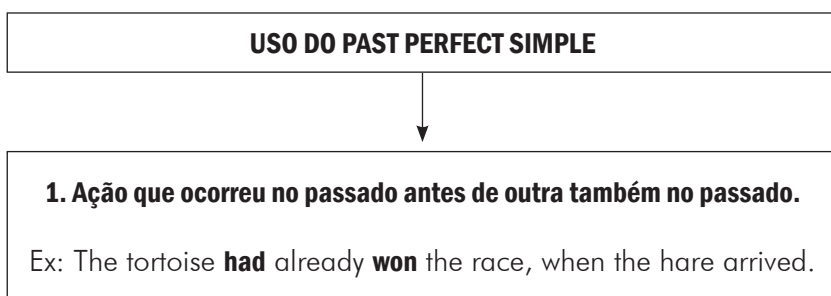 USO DO PAST PERFECT SIMPLE
1. Ação que ocorreu no passado antes de outra também no passado.
Ex: The tortoise had already won the race, when the hare arrived.